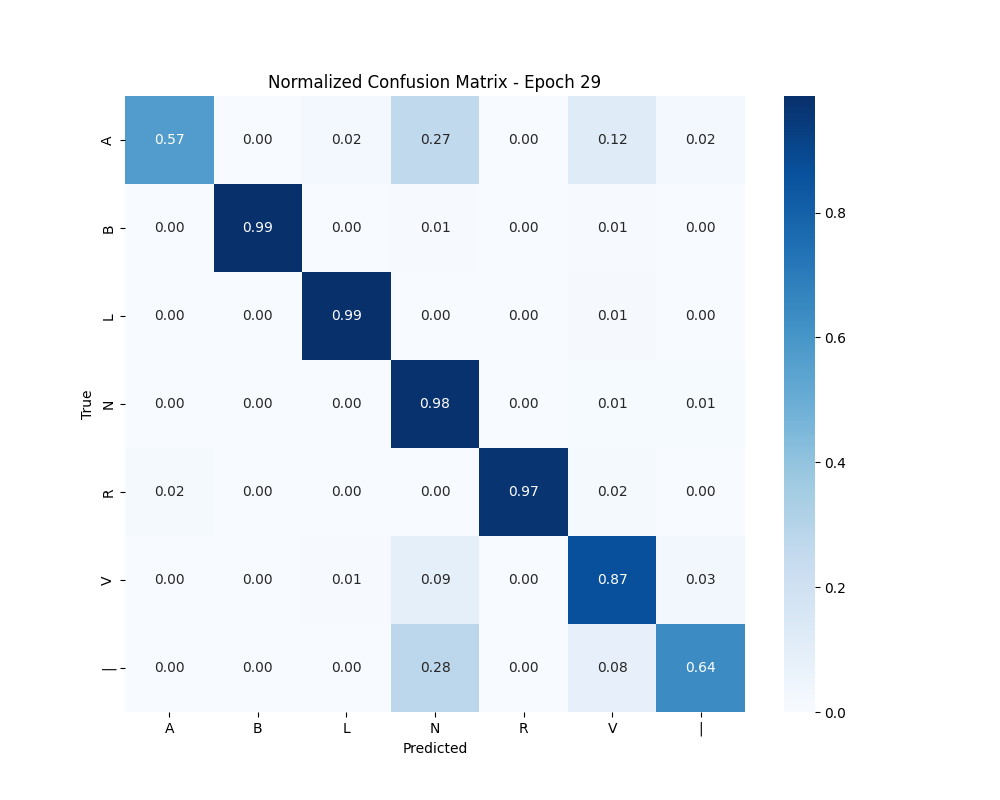 Normalized Confusion Matrix - Epoch 29
A 0.57 0.00 0.02 0.27 0.00 0.12 0.02
B 0.00 0.99 0.00 0.01 0.00 0.01 0.00
L 0.00 0.00 0.99 0.00 0.00 0.01 0.00
N 0.00 0.00 0.00 0.98 0.00 0.01 0.01
R 0.02 0.00 0.00 0.00 0.97 0.02 0.00
V 0.00 0.00 0.01 0.09 0.00 0.87 0.03
| 0.00 0.00 0.00 0.28 0.00 0.08 0.64
True
A B L N R V |
Predicted
0.8
0.6
0.4
0.2
0.0